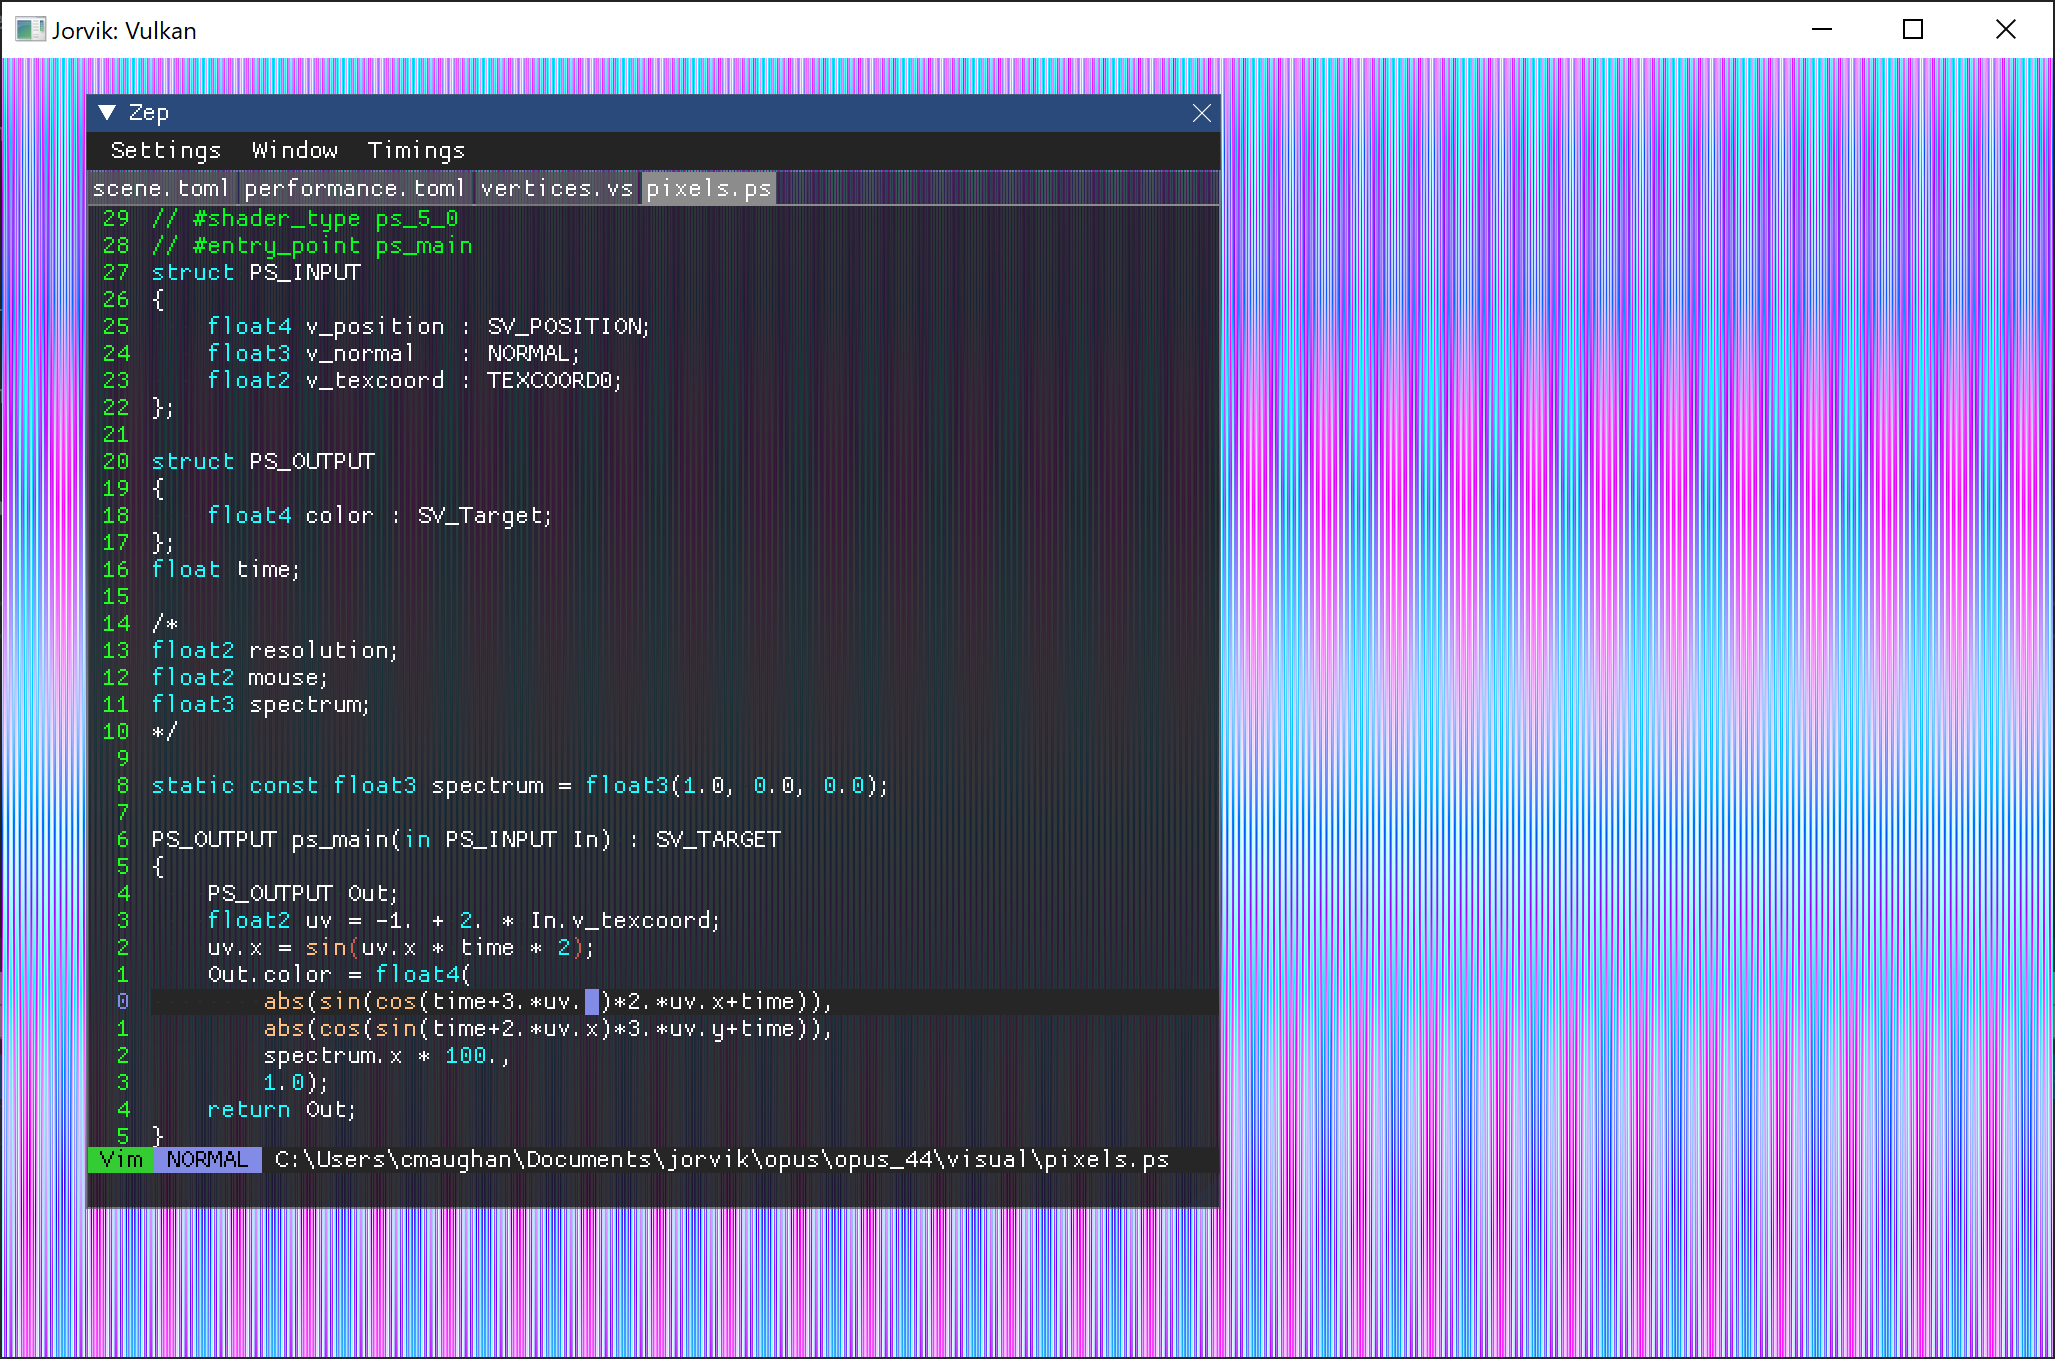 Jorvik: Vulkan
Zep
Settings Window Timings
scene.toml performance.toml vertices.vs pixels.ps
29 // #shader_type ps_5_0
28 // #entry_point ps_main
27 struct PS_INPUT
26 {
25     float4 v_position : SV_POSITION;
24     float3 v_normal   : NORMAL;
23     float2 v_texcoord : TEXCOORD0;
22 };
21
20 struct PS_OUTPUT
19 {
18     float4 color : SV_Target;
17 };
16 float time;
15
14 /*
13 float2 resolution;
12 float2 mouse;
11 float3 spectrum;
10 */
9
8 static const float3 spectrum = float3(1.0, 0.0, 0.0);
7
6 PS_OUTPUT ps_main(in PS_INPUT In) : SV_TARGET
5 {
4     PS_OUTPUT Out;
3     float2 uv = -1. + 2. * In.v_texcoord;
2     uv.x = sin(uv.x * time * 2);
1     Out.color = float4(
0         abs(sin(cos(time+3.*uv. )*2.*uv.x+time)),
1         abs(cos(sin(time+2.*uv.x)*3.*uv.y+time)),
2         spectrum.x * 100.,
3         1.0);
4     return Out;
5 }
Vim NORMAL C:\Users\cmaughan\Documents\jorvik\opus\opus_44\visual\pixels.ps